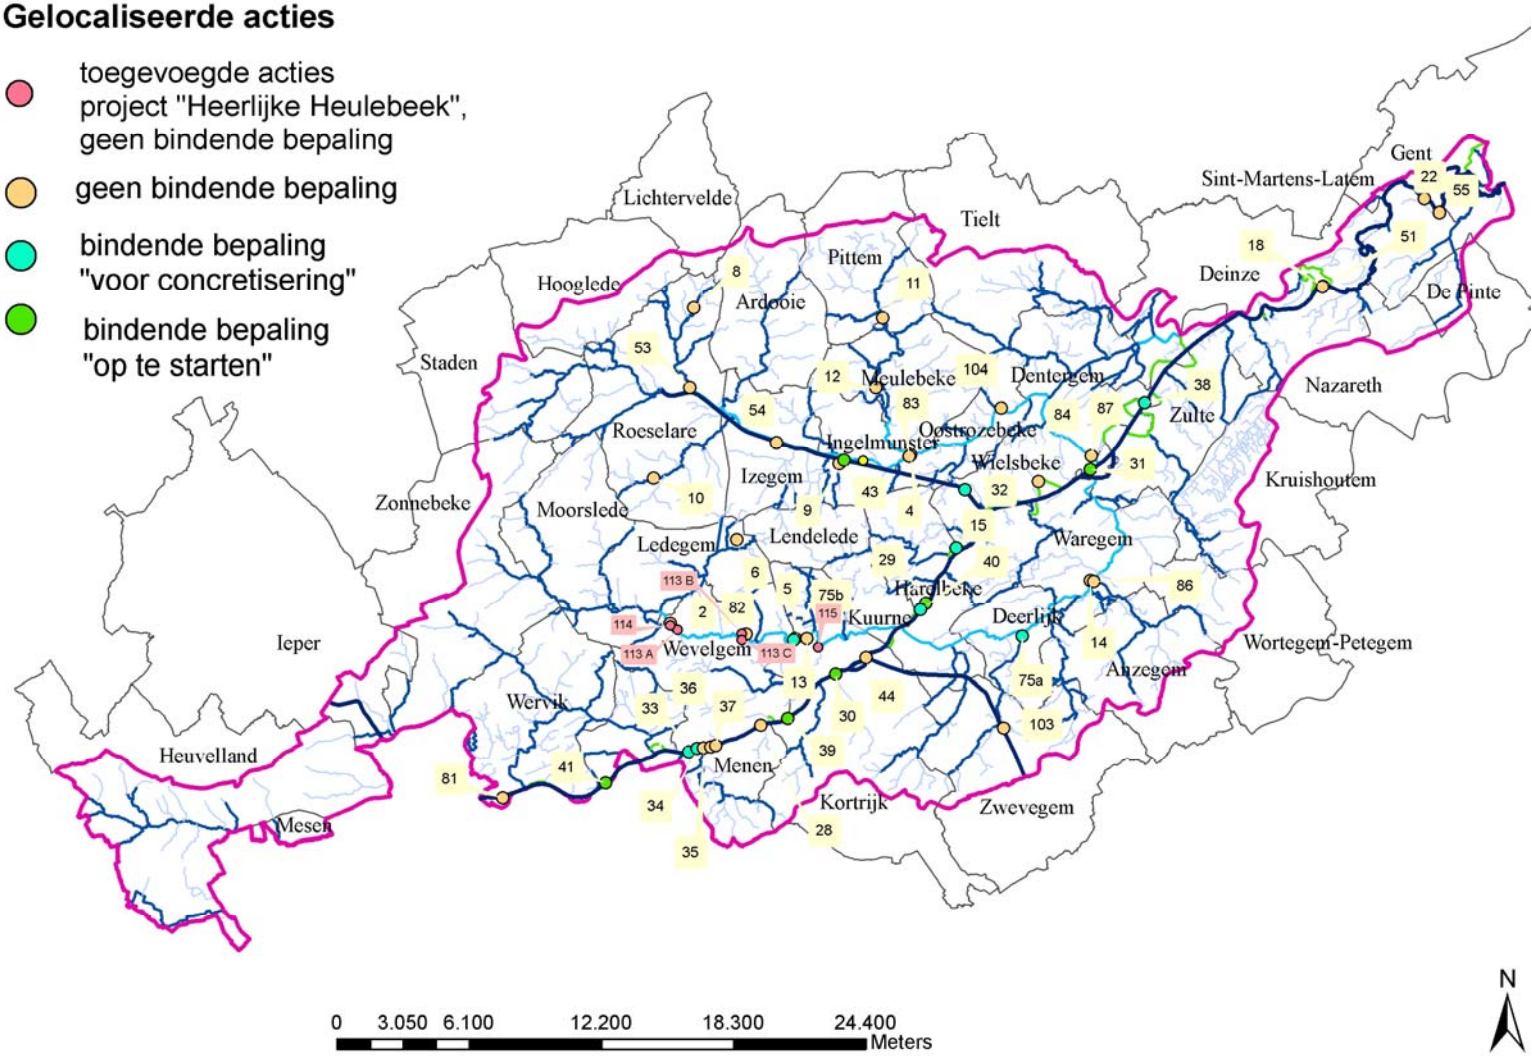 Gelocaliseerde acties
toegevoegde acties
project "Heerlijke Heulebeek",
geen bindende bepaling
geen bindende bepaling
bindende bepaling
"voor concretisering"
bindende bepaling
"op te starten"
Gent
22
55
Sint-Martens-Latem
Lichtervelde
Tielt
51
18
Pittem
Deinze
8
Hooglede
11
De Pinte
Ardooie
53
Staden
12
Meulebeke
104
Dentergem
38
Nazareth
54
83
84
87
Zulte
Roeselare
Ingelmunster
Oostrozebeke
Wielsbeke
31
Izegem
Kruishoutem
10
43
32
Zonnebeke
Moorslede
9
4
15
Lendelede
Waregem
Ledegem
29
40
6
113 B
5
75b
Harelbeke
86
2
82
115
114
Kuurne
Deerlijk
Ieper
14
Wortegem-Petegem
113 A
Wevelgem
113 C
Anzegem
13
75a
36
44
Wervik
33
37
30
103
39
Heuvelland
41
Menen
81
34
Kortrijk
Zwevegem
Mesen
28
35
N
0 3.050 6.100 12.200 18.300 24.400
Meters